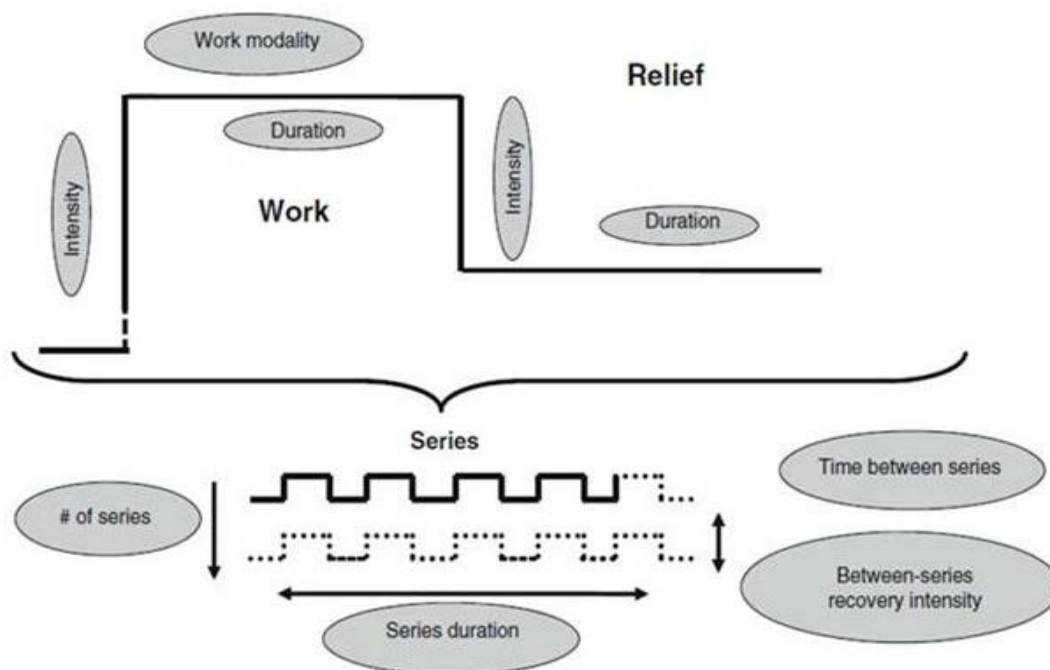 Work modality
Relief
Duration
Intensity
Intensity
Work
Duration
Series
Time between series
# of series
Between-series
recovery intensity
Series duration